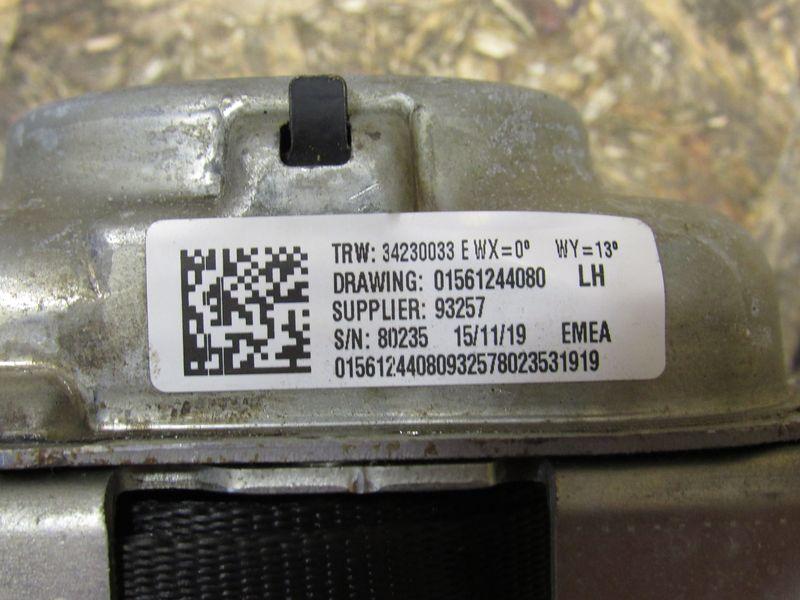 TRW: 34230033 E WX=0° WY=13°
DRAWING: 01561244080 LH
SUPPLIER: 93257
S/N: 80235 15/11/19 EMEA
01561244080932578023531919